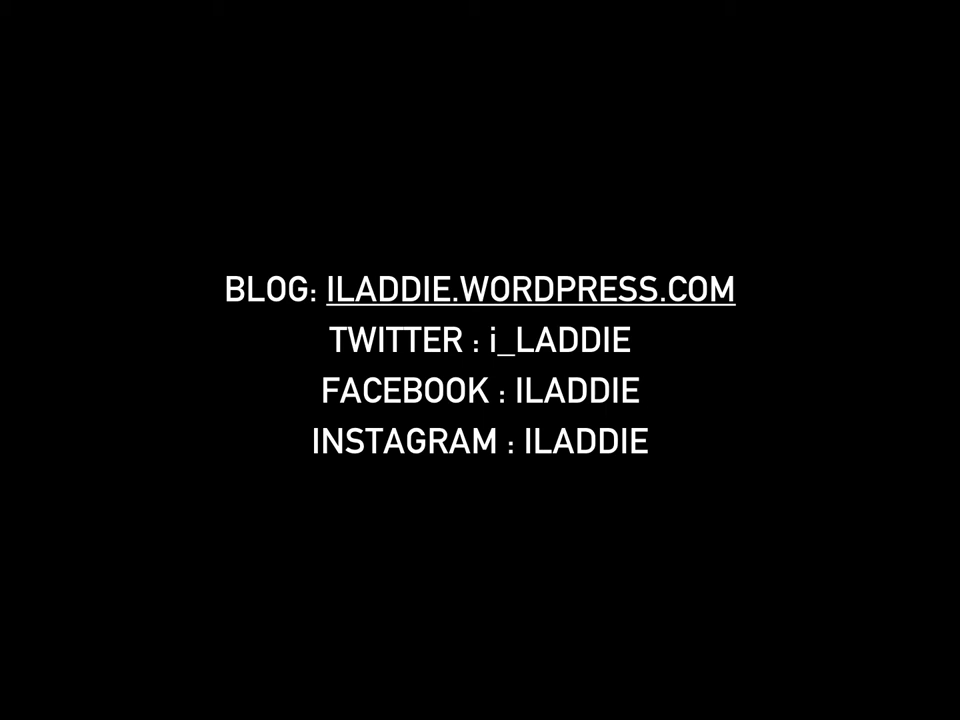 BLOG: ILADDIE.WORDPRESS.COM
TWITTER : i_LADDIE
FACEBOOK : ILADDIE
INSTAGRAM : ILADDIE